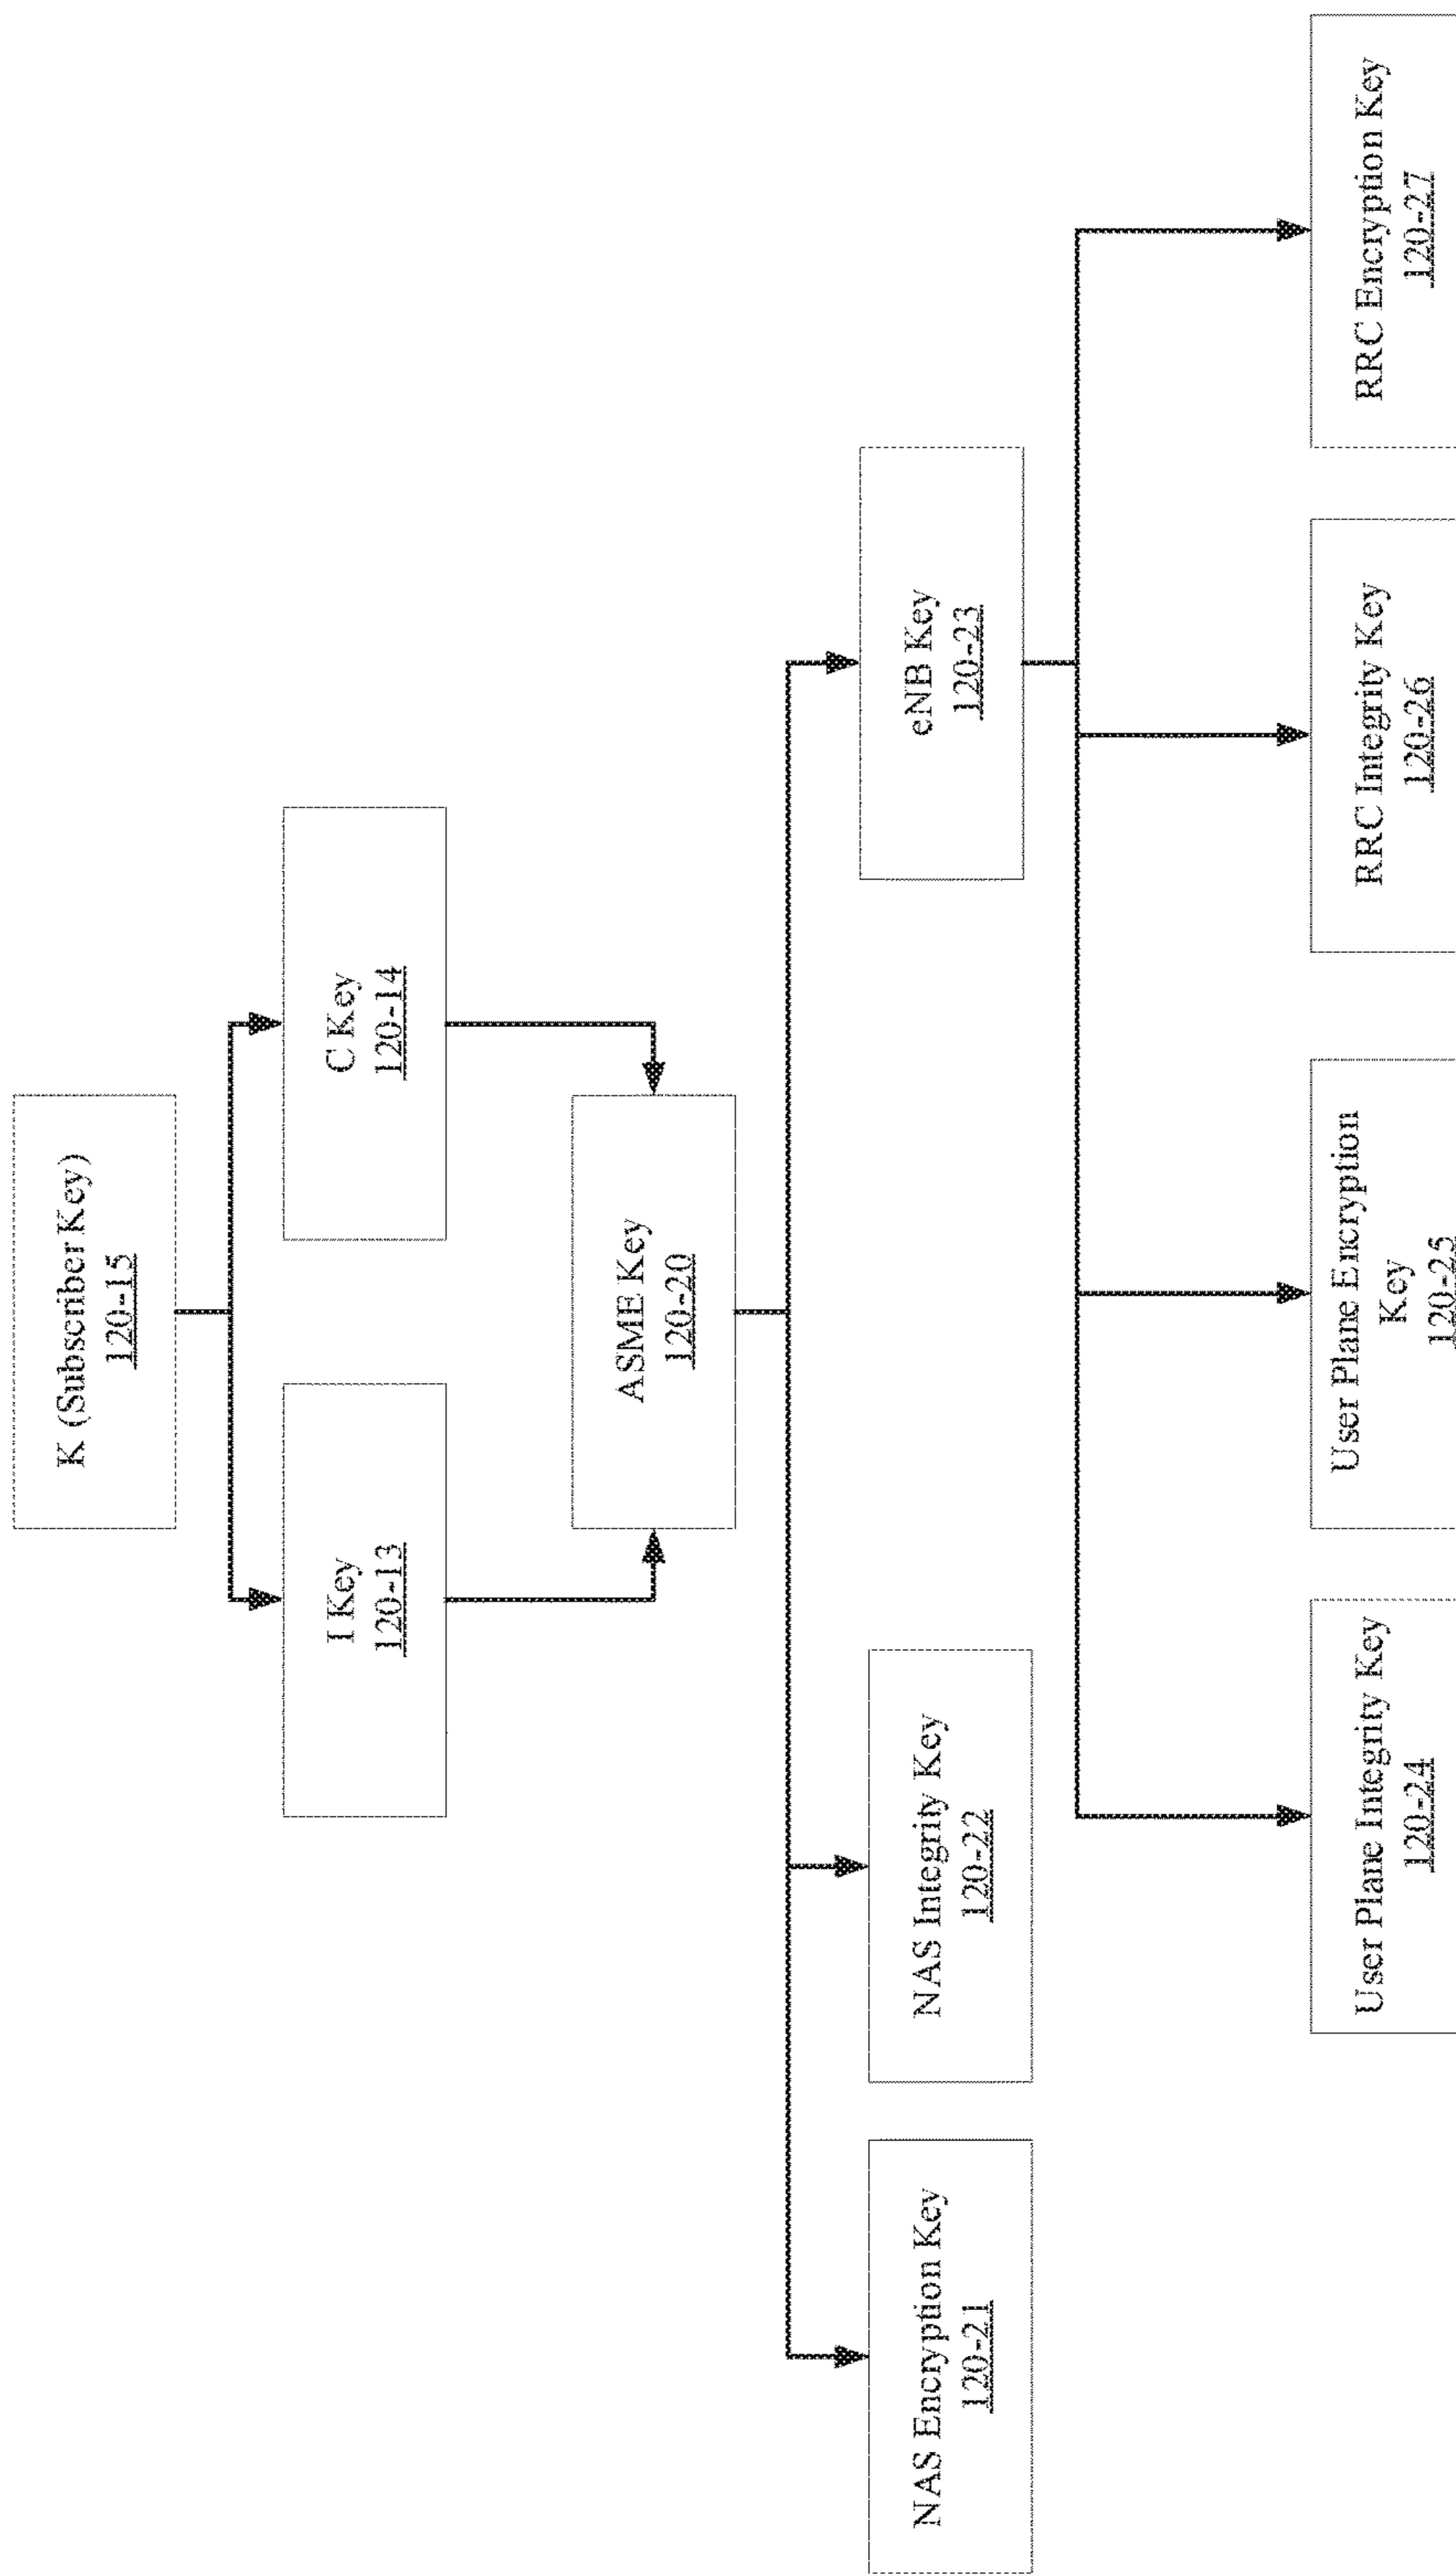 K (Subscriber Key)
120-15
I Key
120-13
C Key
120-14
ASME Key
120-20
NAS Encryption Key
120-21
NAS Integrity Key
120-22
eNB Key
120-23
User Plane Integrity Key
120-24
User Plane Encryption
Key
120-25
RRC Integrity Key
120-26
RRC Encryption Key
120-27